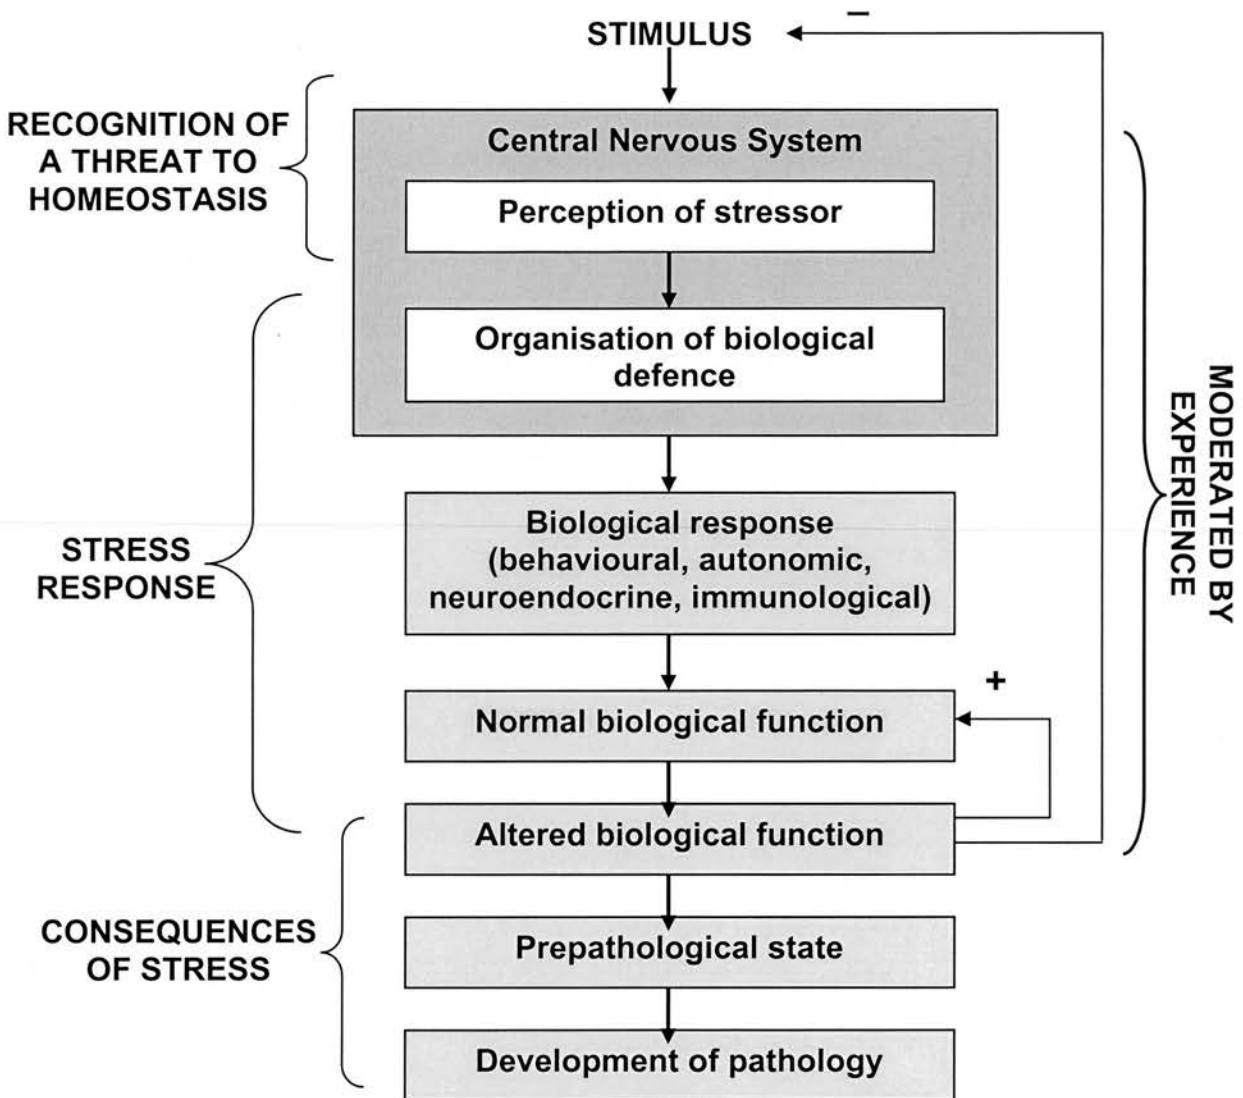 –
STIMULUS
RECOGNITION OF
A THREAT TO
HOMEOSTASIS
Central Nervous System
Perception of stressor
Organisation of biological
defence
MODERATED BY
EXPERIENCE
STRESS
RESPONSE
Biological response
(behavioural, autonomic,
neuroendocrine, immunological)
+
Normal biological function
Altered biological function
CONSEQUENCES
OF STRESS
Prepathological state
Development of pathology